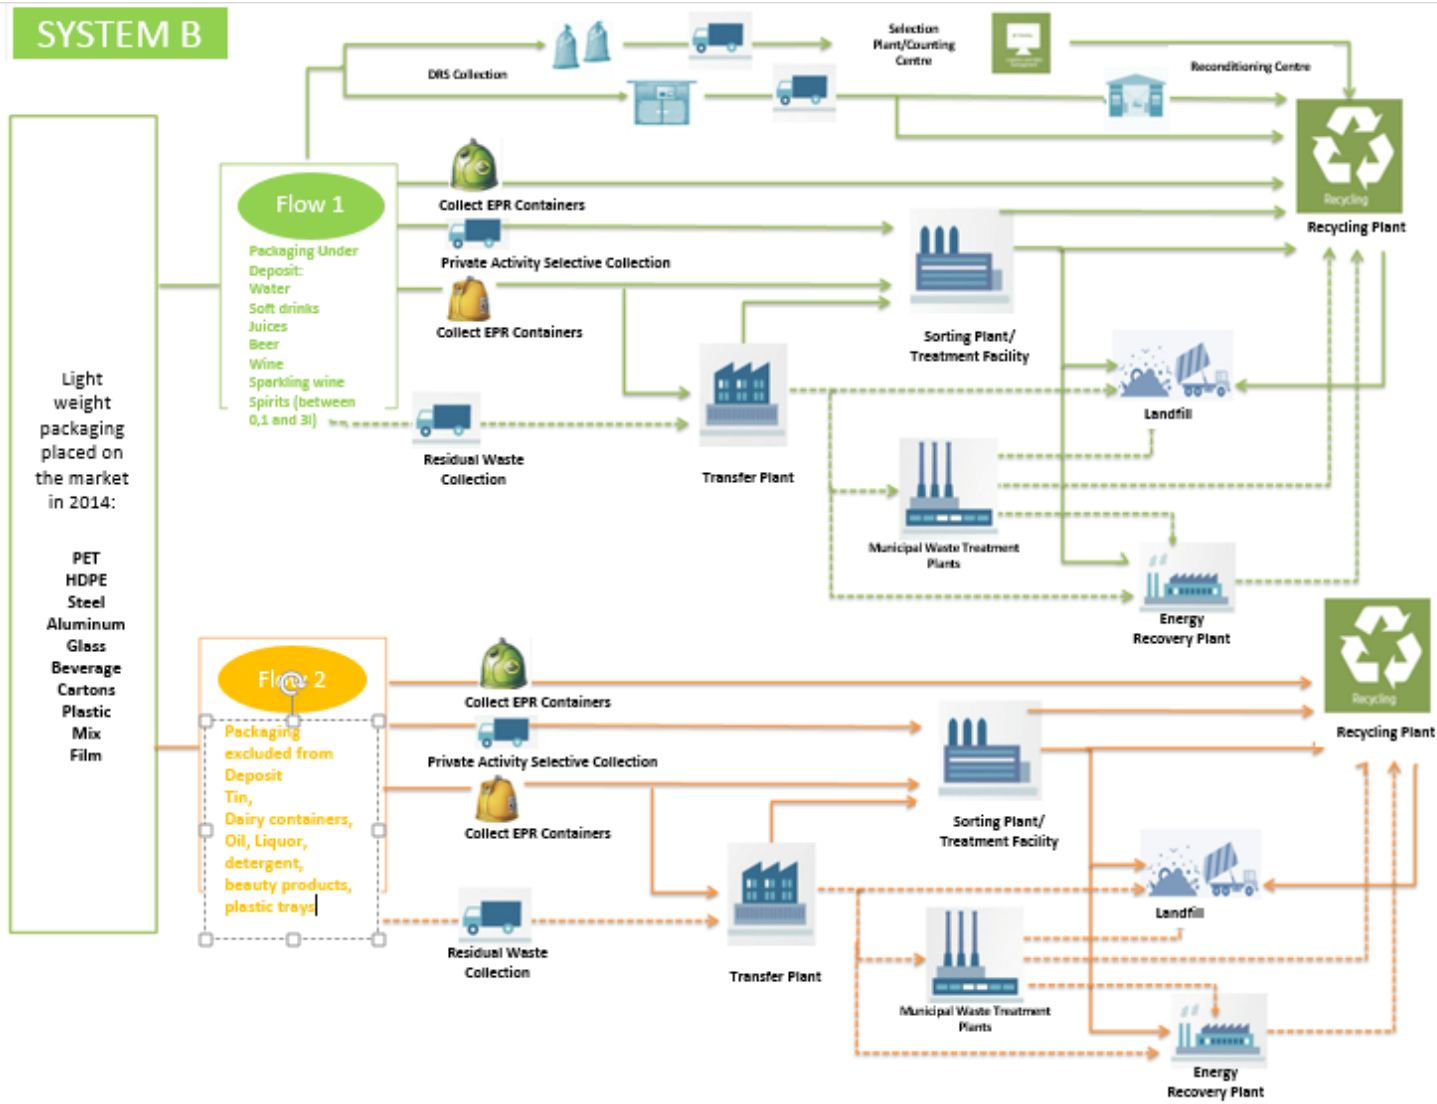 SYSTEM B
Light
weight
packaging
placed on
the market
in 2014:
PET
HDPE
Steel
Aluminum
Glass
Beverage
Cartons
Plastic
Mix
Film
DRS Collection
Selection
Plant/Counting
Centre
Reconditioning Centre
Recycling
Recycling Plant
Flow 1
Packaging Under
Deposit:
Water
Soft drinks
Juices
Beer
Wine
Sparkling wine
Spirits (between
0,1 and 3l)
Collect EPR Containers
Private Activity Selective Collection
Collect EPR Containers
Residual Waste
Collection
Transfer Plant
Sorting Plant/
Treatment Facility
Landfill
Municipal Waste Treatment
Plants
Energy
Recovery Plant
Flow 2
Packaging
excluded from
Deposit
Tin,
Dairy containers,
Oil, Liquor,
detergent,
beauty products,
plastic trays
Collect EPR Containers
Private Activity Selective Collection
Collect EPR Containers
Residual Waste
Collection
Transfer Plant
Sorting Plant/
Treatment Facility
Recycling
Recycling Plant
Landfill
Municipal Waste Treatment
Plants
Energy
Recovery Plant